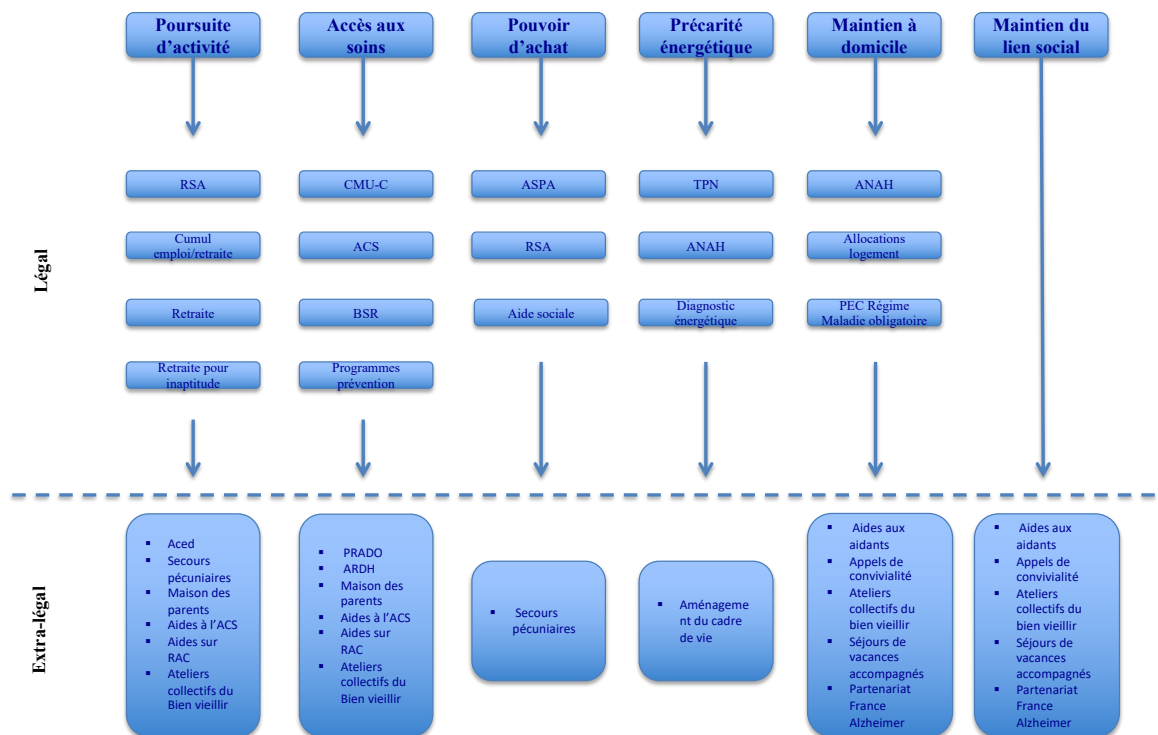 Poursuite
d'activité
Accès aux
soins
Pouvoir
d'achat
Précarité
énergétique
Maintien à
domicile
Maintien du
lien social
Légal
RSA
CMU-C
ASPA
TPN
ANAH
Cumul
emploi/retraite
ACS
RSA
ANAH
Allocations
logement
Retraite
BSR
Aide sociale
Diagnostic
énergétique
PEC Régime
Maladie obligatoire
Retraite pour
inaptitude
Programmes
prévention
Extra-légal
▪ Aced
▪ Secours
pécuniaires
▪ Maison des
parents
▪ Aides à l'ACS
▪ Aides sur
RAC
▪ Ateliers
collectifs du
Bien vieillir
▪ PRADO
▪ ARDH
▪ Maison des
parents
▪ Aides à l'ACS
▪ Aides sur
RAC
▪ Ateliers
collectifs du
Bien vieillir
▪ Secours
pécuniaires
▪ Aménageme
nt du cadre
de vie
▪ Aides aux
aidants
▪ Appels de
convivialité
▪ Ateliers
collectifs du
bien vieillir
▪ Séjours de
vacances
accompagnés
▪ Partenariat
France
Alzheimer
▪ Aides aux
aidants
▪ Appels de
convivialité
▪ Ateliers
collectifs du
bien vieillir
▪ Séjours de
vacances
accompagnés
▪ Partenariat
France
Alzheimer